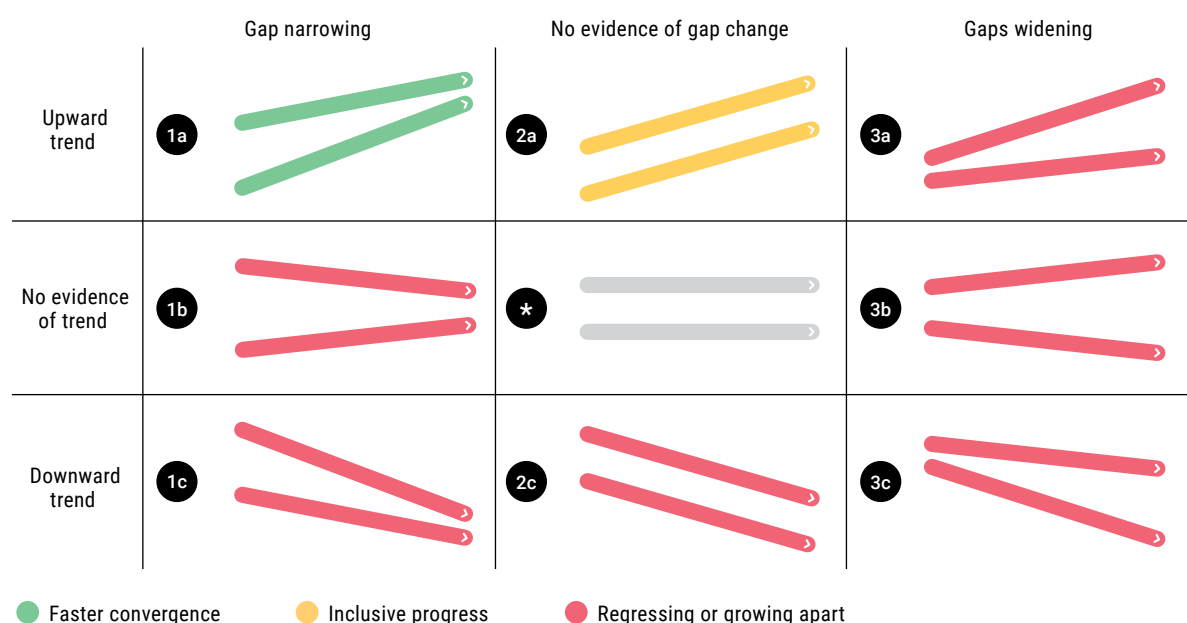 Gap narrowing
No evidence of gap change
Gaps widening
Upward
trend
1a
2a
3a
No evidence
of trend
1b
*
3b
Downward
trend
1c
2c
3c
Faster convergence
Inclusive progress
Regressing or growing apart